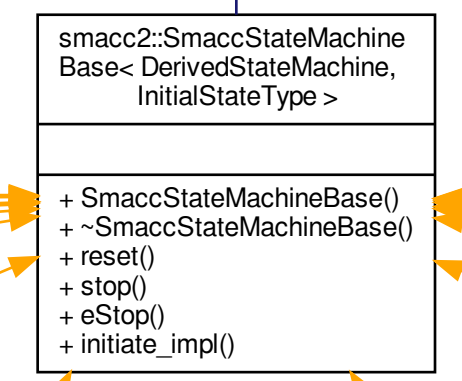 smacc2::SmaccStateMachine
Base< DerivedStateMachine,
InitialStateType >
+ SmaccStateMachineBase()
+ ~SmaccStateMachineBase()
+ reset()
+ stop()
+ eStop()
+ initiate_impl()